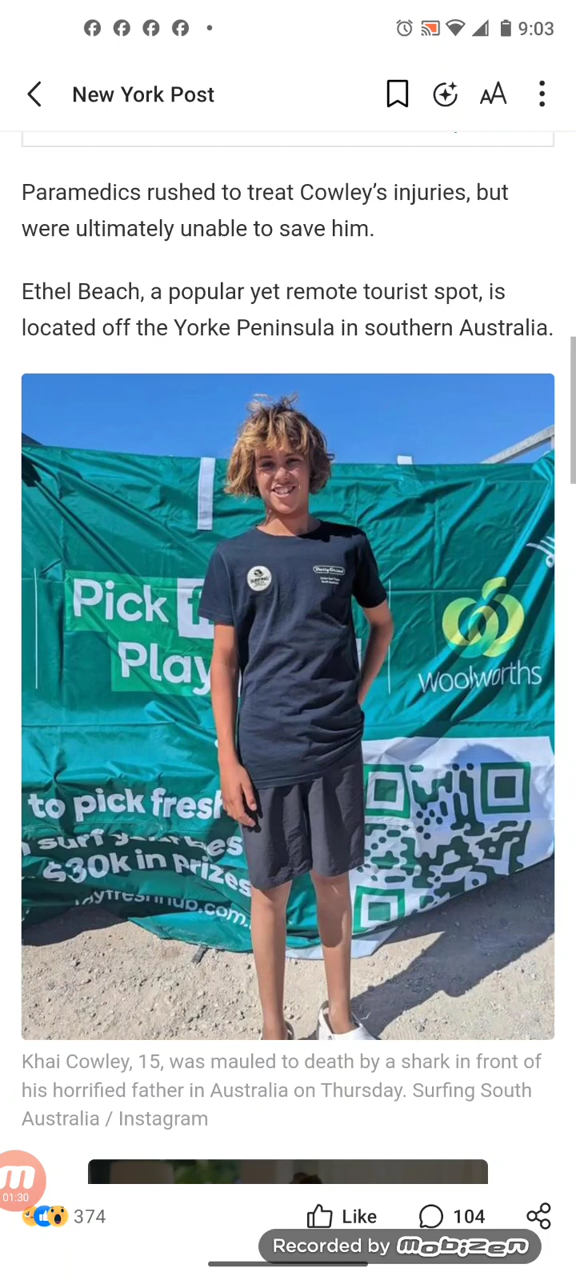 9:03
New York Post
AA
Paramedics rushed to treat Cowley's injuries, but
were ultimately unable to save him.
Ethel Beach, a popular yet remote tourist spot, is
located off the Yorke Peninsula in southern Australia.
Pick
Play
woolworths
to pick fresh
surf
$30k in prizes
Khai Cowley, 15, was mauled to death by a shark in front of
his horrified father in Australia on Thursday. Surfing South
Australia / Instagram
01:30
374
Like
104
Recorded by mobizen